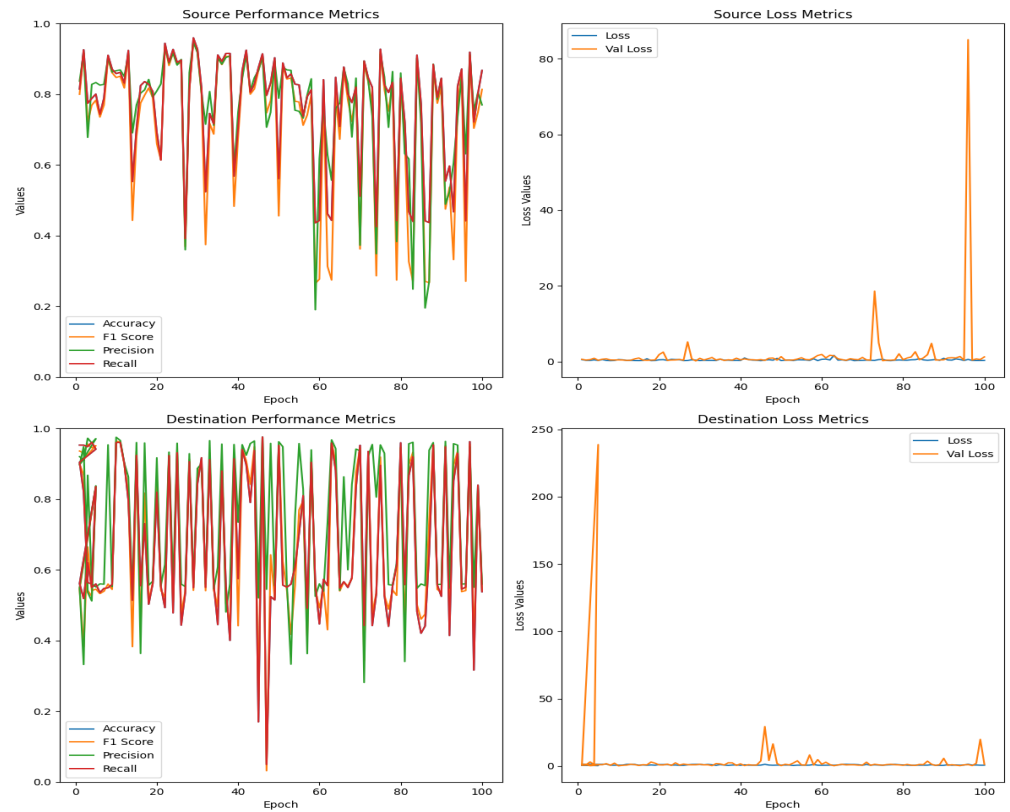 Source Performance Metrics
1.0
0.8
0.6
0.4
0.2
0.0
Values
Accuracy
F1 Score
Precision
Recall
0 20 40 60 80 100
Epoch
Source Loss Metrics
Loss
Val Loss
80
60
40
20
0
Loss Values
0 20 40 60 80 100
Epoch
Destination Performance Metrics
1.0
0.8
0.6
0.4
0.2
0.0
Values
Accuracy
F1 Score
Precision
Recall
0 20 40 60 80 100
Epoch
Destination Loss Metrics
Loss
Val Loss
250
200
150
100
50
0
Loss Values
0 20 40 60 80 100
Epoch